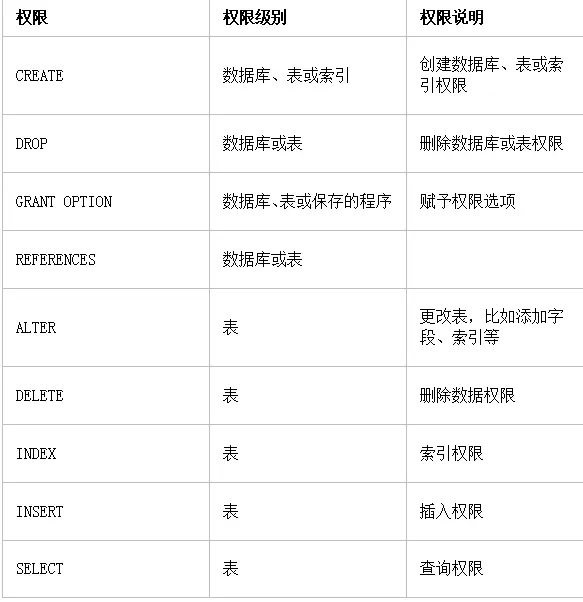 权限 权限级别 权限说明
CREATE 数据库、表或索引 创建数据库、表或索
引权限
DROP 数据库或表 删除数据库或表权限
GRANT OPTION 数据库、表或保存的程序 赋予权限选项
REFERENCES 数据库或表
ALTER 表 更改表，比如添加字
段、索引等
DELETE 表 删除数据权限
INDEX 表 索引权限
INSERT 表 插入权限
SELECT 表 查询权限